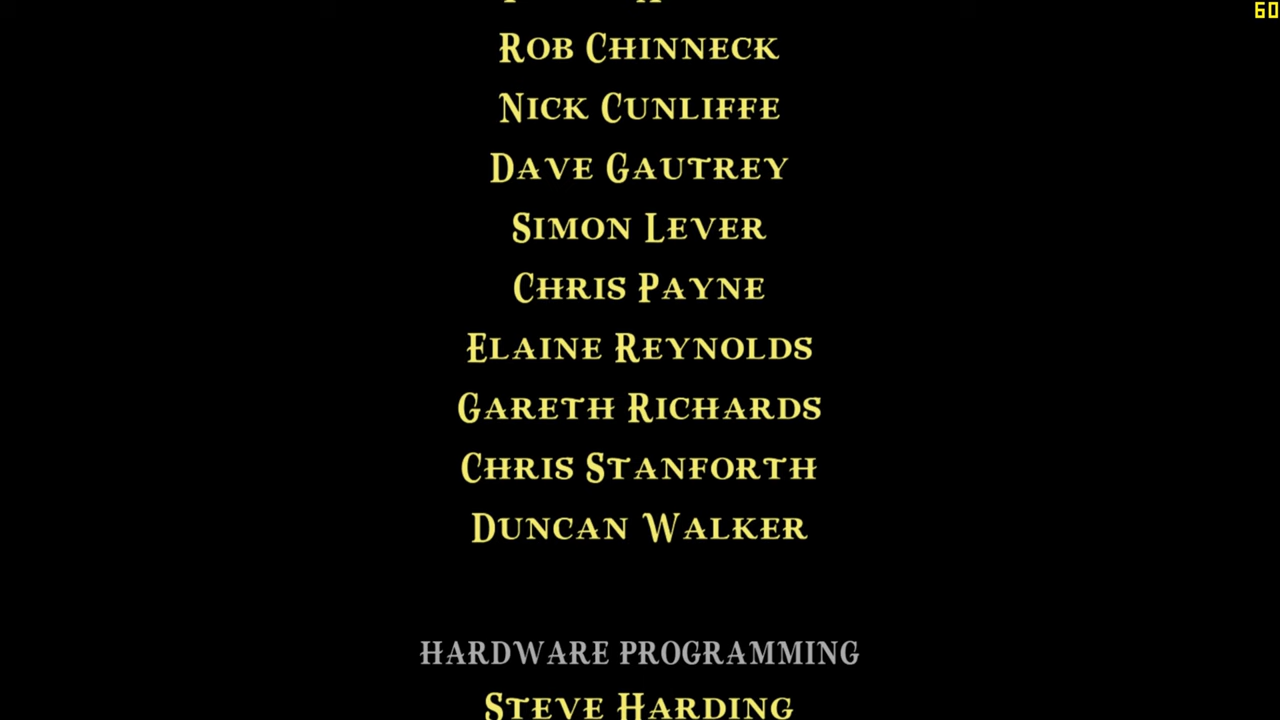 60
Rob Chinneck
Nick Cunliffe
Dave Gautrey
Simon Lever
Chris Payne
Elaine Reynolds
Gareth Richards
Chris Stanforth
Duncan Walker
HARDWARE PROGRAMMING
Steve Harding